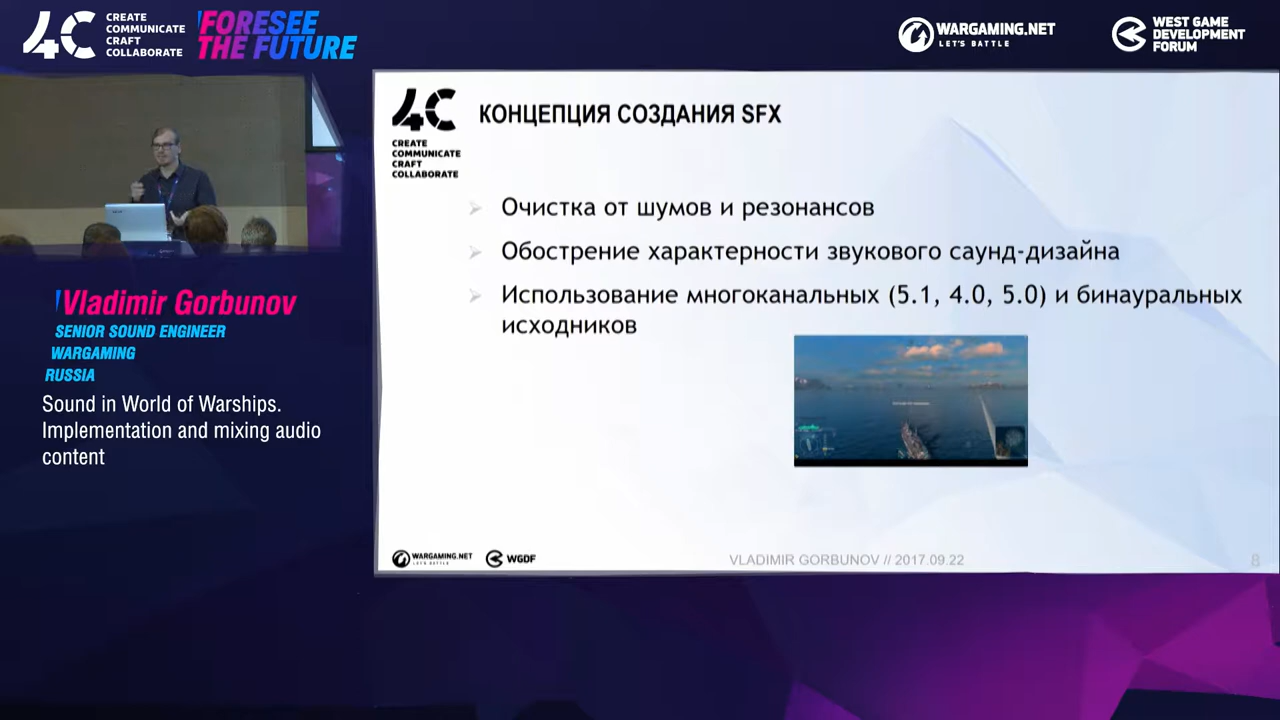 4C
CREATE
COMMUNICATE
CRAFT
COLLABORATE
FORESEE
THE FUTURE
WARGAMING.NET
LET'S BATTLE
WEST GAME
DEVELOPMENT
FORUM
Vladimir Gorbunov
SENIOR SOUND ENGINEER
WARGAMING
RUSSIA
Sound in World of Warships.
Implementation and mixing audio
content
4C
CREATE
COMMUNICATE
CRAFT
COLLABORATE
КОНЦЕПЦИЯ СОЗДАНИЯ SFX
Очистка от шумов и резонансов
Обострение характерности звукового саунд-дизайна
Использование многоканальных (5.1, 4.0, 5.0) и бинауральных
исходников
WARGAMING.NET
LET'S BATTLE
WGDF
VLADIMIR GORBUNOV // 2017.09.22
8